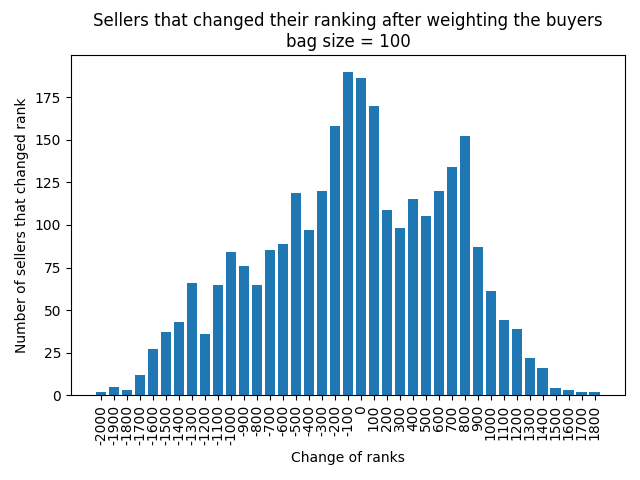 Sellers that changed their ranking after weighting the buyers
bag size = 100
Number of sellers that changed rank
175
150
125
100
75
50
25
0
-2000 -1900 -1800 -1700 -1600 -1500 -1400 -1300 -1200 -1100 -1000 -900 -800 -700 -600 -500 -400 -300 -200 -100 0 100 200 300 400 500 600 700 800 900 1000 1100 1200 1300 1400 1500 1600 1700 1800
Change of ranks